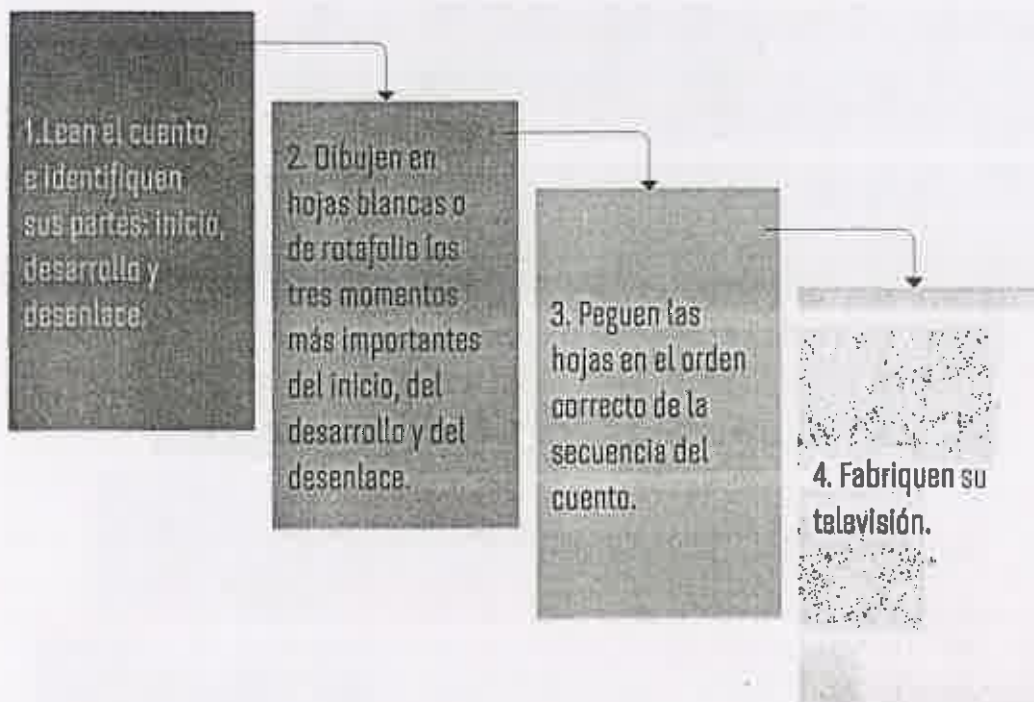 1.Lean el cuento
e identifiquen
sus partes: inicio,
desarrollo y
desenlace.
2. Dibujen en
hojas blancas o
de rotafolio los
tres momentos
más importantes
del inicio, del
desarrollo y del
desenlace.
3. Peguen las
hojas en el orden
correcto de la
secuencia del
cuento.
4. Fabriquen su
televisión.